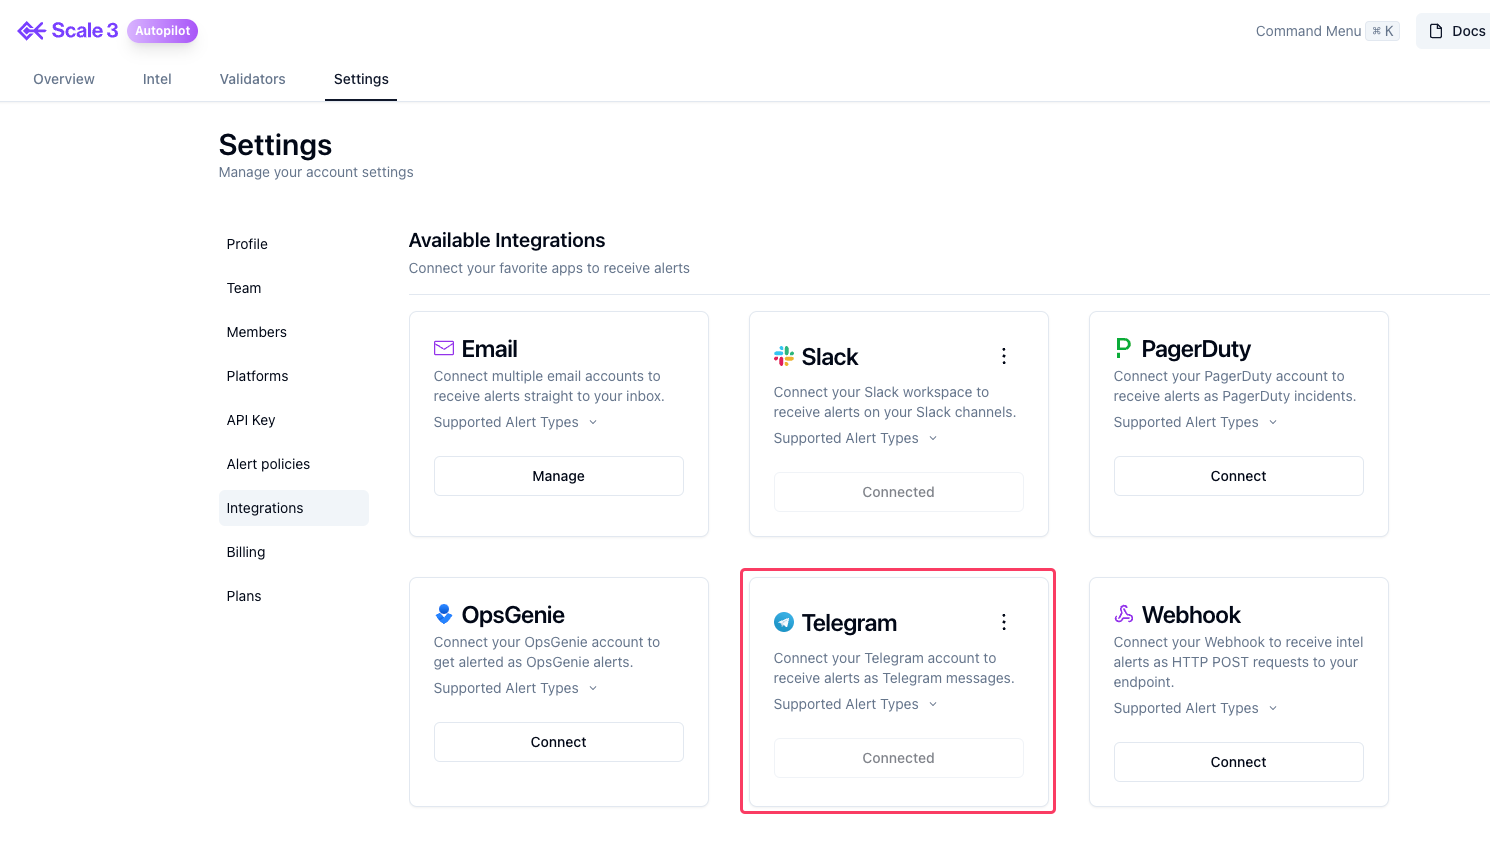 Scale 3 Autopilot
Command Menu ⌘ K
Docs
Overview
Intel
Validators
Settings
Settings
Manage your account settings
Profile
Team
Members
Platforms
API Key
Alert policies
Integrations
Billing
Plans
Available Integrations
Connect your favorite apps to receive alerts
Email
Connect multiple email accounts to
receive alerts straight to your inbox.
Supported Alert Types
Manage
Slack
Connect your Slack workspace to
receive alerts on your Slack channels.
Supported Alert Types
Connected
PagerDuty
Connect your PagerDuty account to
receive alerts as PagerDuty incidents.
Supported Alert Types
Connect
OpsGenie
Connect your OpsGenie account to
get alerted as OpsGenie alerts.
Supported Alert Types
Connect
Telegram
Connect your Telegram account to
receive alerts as Telegram messages.
Supported Alert Types
Connected
Webhook
Connect your Webhook to receive intel
alerts as HTTP POST requests to your
endpoint.
Supported Alert Types
Connect